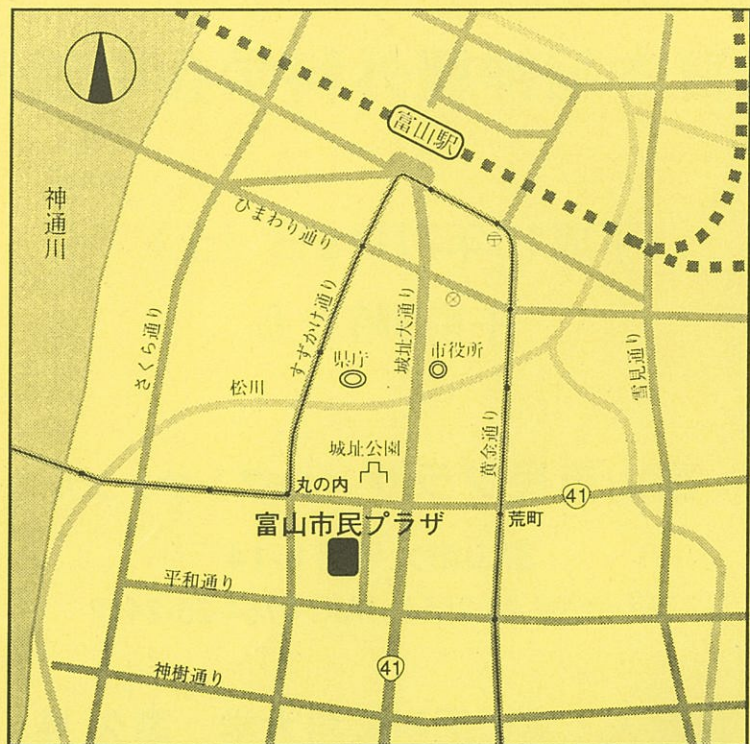 富山駅
神通川
ひまわり通り
さくら通り
すずかけ通り
城址大通り
県庁
市役所
松川
雪見通り
黄金通り
城址公園
丸の内
41
荒町
富山市民プラザ
平和通り
神樹通り
41